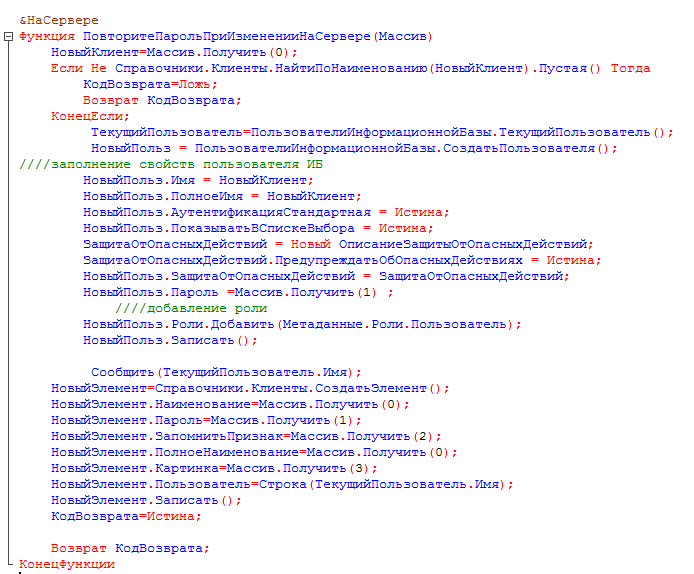 &НаСервере
Функция ПовторитеПарольПриИзмененииНаСервере(Массив)
НовыйКлиент=Массив.Получить(0);
Если Не Справочники.Клиенты.НайтиПоНаименованию(НовыйКлиент).Пустая() Тогда
КодВозврата=Ложь;
Возврат КодВозврата;
КонецЕсли;
ТекущийПользователь=ПользователиИнформационнойБазы.ТекущийПользователь();
НовыйПольз = ПользователиИнформационнойБазы.СоздатьПользователя();
////заполнение свойств пользователя ИБ
НовыйПольз.Имя = НовыйКлиент;
НовыйПольз.ПолноеИмя = НовыйКлиент;
НовыйПольз.АутентификацияСтандартная = Истина;
НовыйПольз.ПоказыватьВСпискеВыбора = Истина;
ЗащитаОтОпасныхДействий = Новый ОписаниеЗащитыОтОпасныхДействий;
ЗащитаОтОпасныхДействий.ПредупреждатьОбОпасныхДействиях = Истина;
НовыйПольз.ЗащитаОтОпасныхДействий = ЗащитаОтОпасныхДействий;
НовыйПольз.Пароль =Массив.Получить(1) ;
////добавление роли
НовыйПольз.Роли.Добавить(Метаданные.Роли.Пользователь);
НовыйПольз.Записать();
Сообщить(ТекущийПользователь.Имя);
НовыйЭлемент=Справочники.Клиенты.СоздатьЭлемент();
НовыйЭлемент.Наименование=Массив.Получить(0);
НовыйЭлемент.Пароль=Массив.Получить(1);
НовыйЭлемент.ЗапомнитьПризнак=Массив.Получить(2);
НовыйЭлемент.ПолноеНаименование=Массив.Получить(0);
НовыйЭлемент.Картинка=Массив.Получить(3);
НовыйЭлемент.Пользователь=Строка(ТекущийПользователь.Имя);
НовыйЭлемент.Записать();
КодВозврата=Истина;
Возврат КодВозврата;
КонецФункции